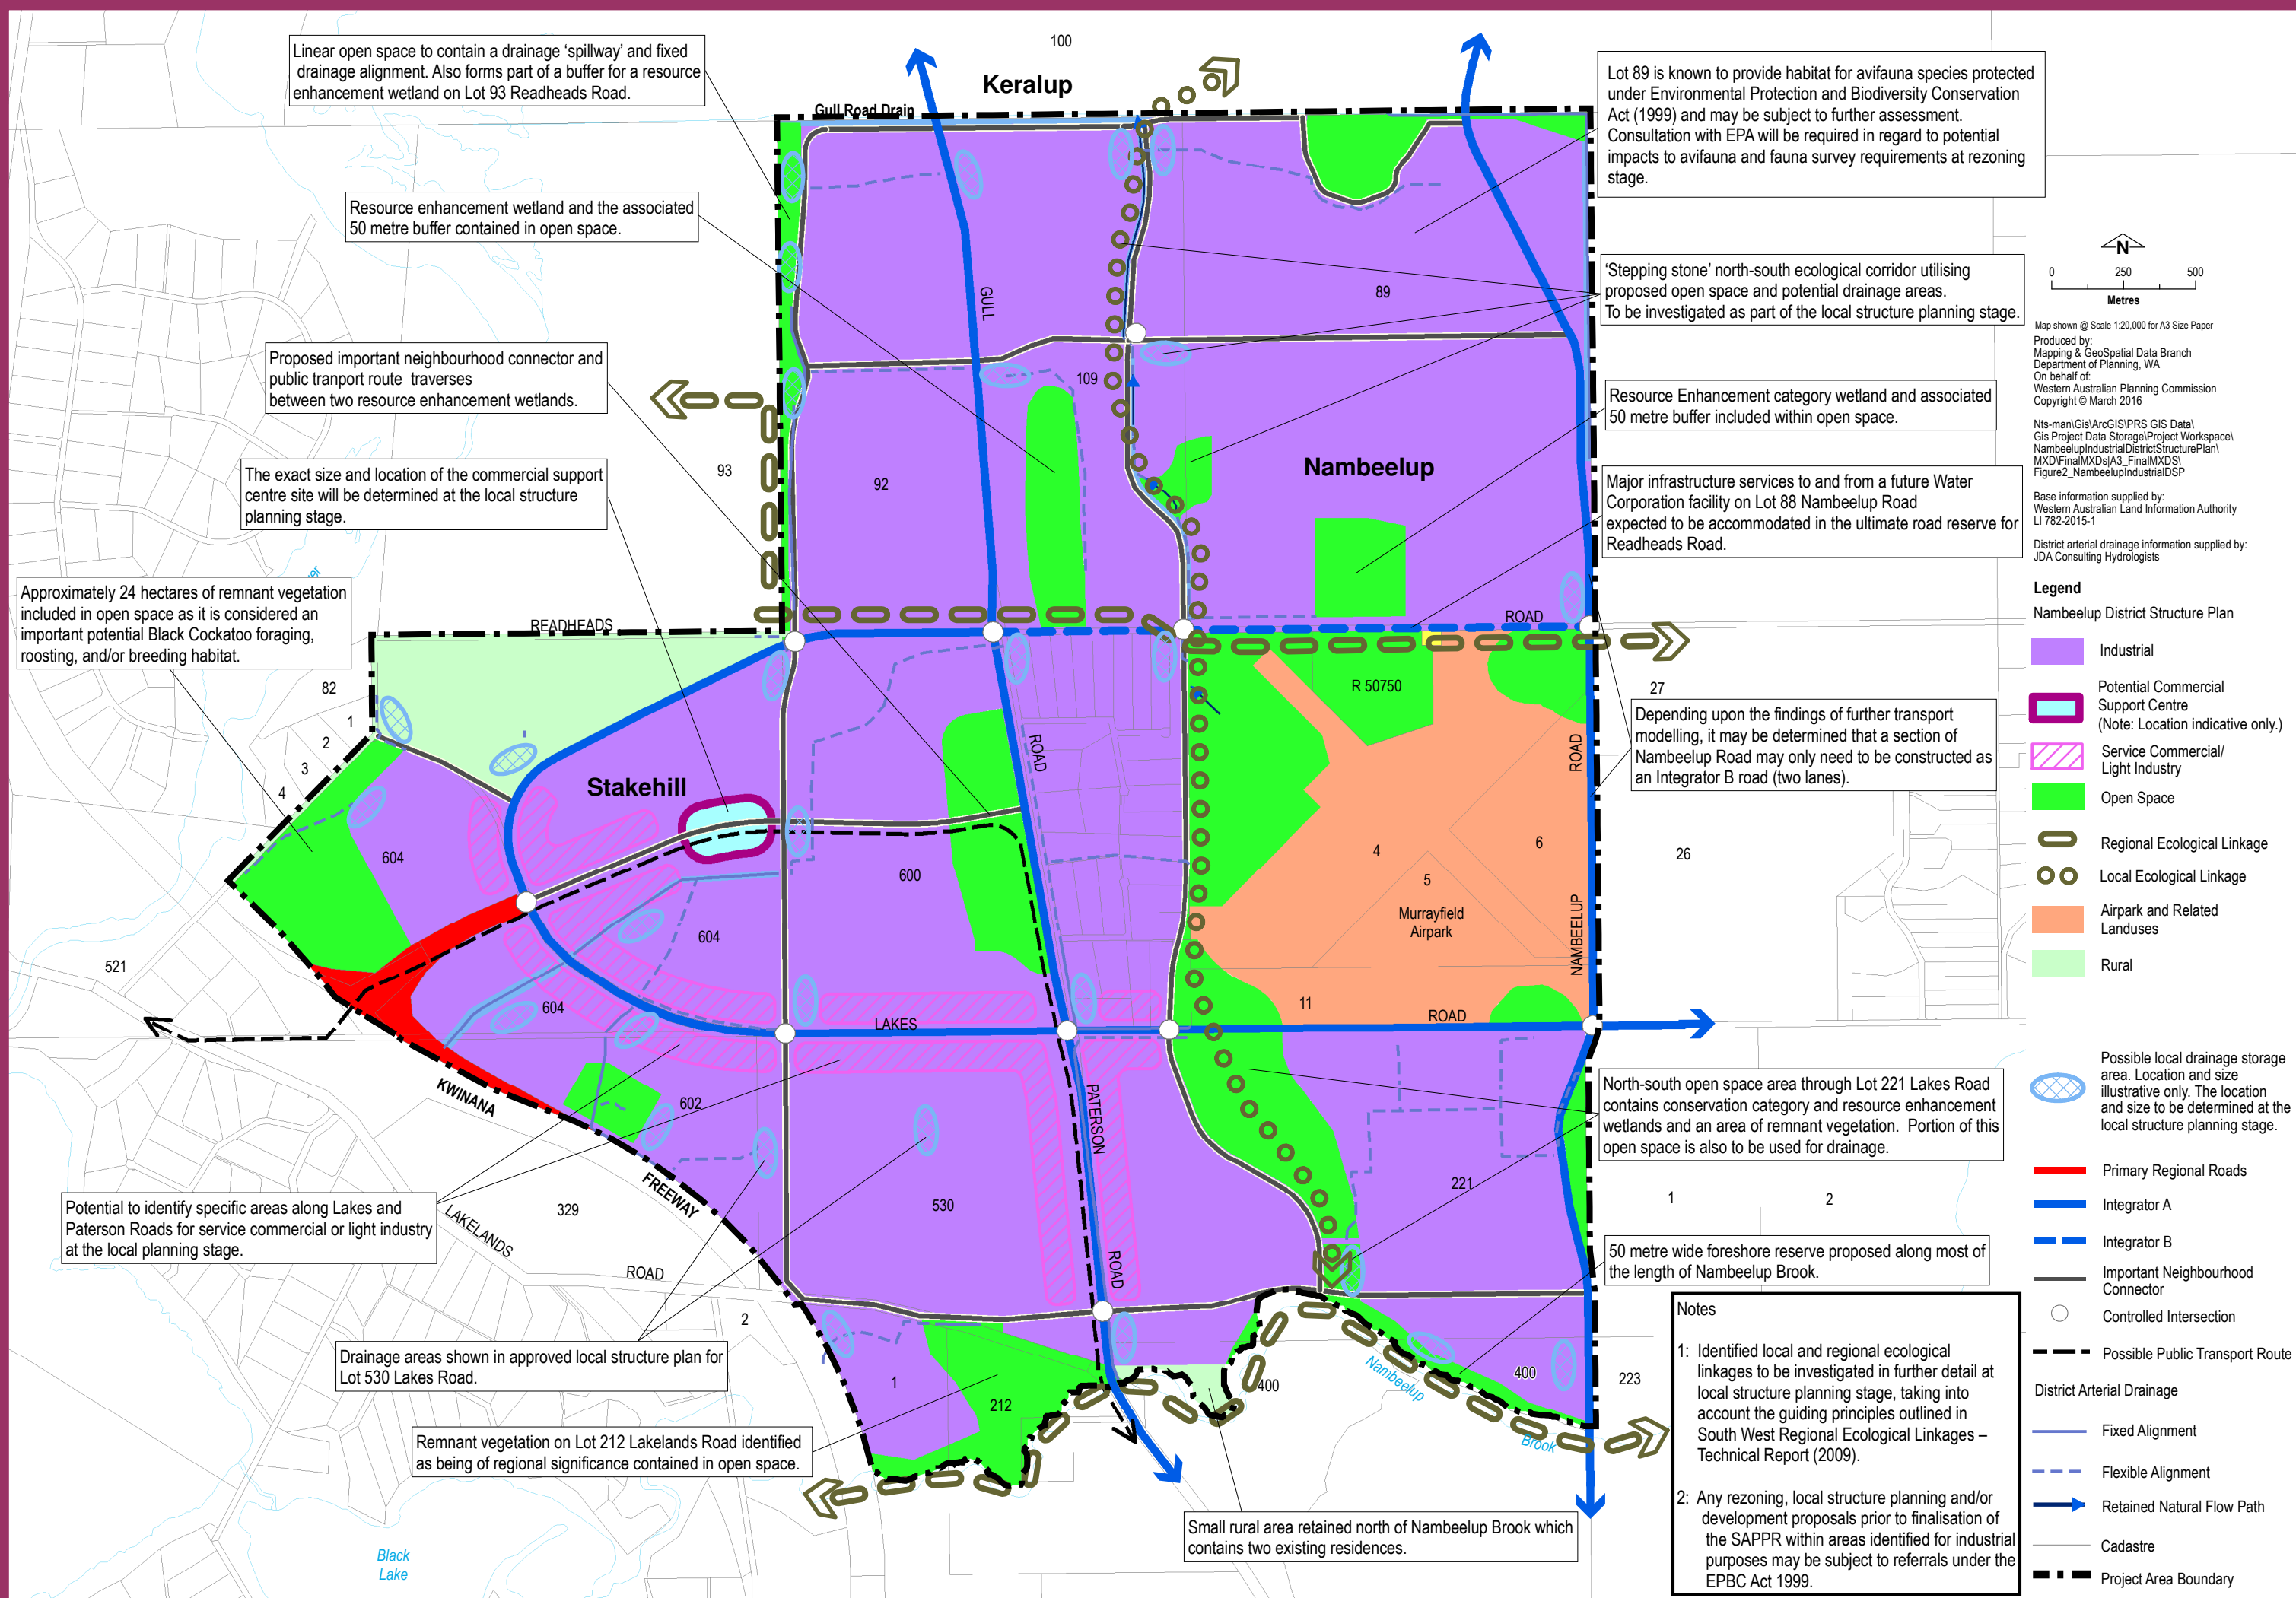 100
Keralup
Gull Road Drain
Linear open space to contain a drainage ‘spillway’ and fixed
drainage alignment. Also forms part of a buffer for a resource
enhancement wetland on Lot 93 Readheads Road.
Resource enhancement wetland and the associated
50 metre buffer contained in open space.
Proposed important neighbourhood connector and
public tranport route traverses
between two resource enhancement wetlands.
The exact size and location of the commercial support
centre site will be determined at the local structure
planning stage.
Approximately 24 hectares of remnant vegetation
included in open space as it is considered an
important potential Black Cockatoo foraging,
roosting, and/or breeding habitat.
Potential to identify specific areas along Lakes and
Paterson Roads for service commercial or light industry
at the local planning stage.
Drainage areas shown in approved local structure plan for
Lot 530 Lakes Road.
Remnant vegetation on Lot 212 Lakelands Road identified
as being of regional significance contained in open space.
Small rural area retained north of Nambeelup Brook which
contains two existing residences.
Lot 89 is known to provide habitat for avifauna species protected
under Environmental Protection and Biodiversity Conservation
Act (1999) and may be subject to further assessment.
Consultation with EPA will be required in regard to potential
impacts to avifauna and fauna survey requirements at rezoning
stage.
‘Stepping stone’ north-south ecological corridor utilising
proposed open space and potential drainage areas.
To be investigated as part of the local structure planning stage.
Resource Enhancement category wetland and associated
50 metre buffer included within open space.
Major infrastructure services to and from a future Water
Corporation facility on Lot 88 Nambeelup Road
expected to be accommodated in the ultimate road reserve for
Readheads Road.
Depending upon the findings of further transport
modelling, it may be determined that a section of
Nambeelup Road may only need to be constructed as
an Integrator B road (two lanes).
North-south open space area through Lot 221 Lakes Road
contains conservation category and resource enhancement
wetlands and an area of remnant vegetation. Portion of this
open space is also to be used for drainage.
50 metre wide foreshore reserve proposed along most of
the length of Nambeelup Brook.
Notes
1: Identified local and regional ecological
linkages to be investigated in further detail at
local structure planning stage, taking into
account the guiding principles outlined in
South West Regional Ecological Linkages –
Technical Report (2009).
2: Any rezoning, local structure planning and/or
development proposals prior to finalisation of
the SAPPR within areas identified for industrial
purposes may be subject to referrals under the
EPBC Act 1999.
GULL
89
109
93
92
Nambeelup
READHEADS
ROAD
82
1
2
3
4
R 50750
27
ROAD
ROAD
Stakehill
604
600
4
5
6
26
Murrayfield
Airpark
NAMBEELUP
604
521
604
11
LAKES
ROAD
KWINANA
602
PATERSON
FREEWAY
329
530
221
1
2
LAKELANDS
ROAD
ROAD
2
1
212
400
400
223
Nambeelup
Brook
Black
Lake
N
0 250 500
Metres
Map shown @ Scale 1:20,000 for A3 Size Paper
Produced by:
Mapping & GeoSpatial Data Branch
Department of Planning, WA
On behalf of:
Western Australian Planning Commission
Copyright © March 2016
Nts-man\Gis\ArcGIS\PRS GIS Data\
Gis Project Data Storage\Project Workspace\
NambeelupIndustrialDistrictStructurePlan\
MXD\FinalMXDs|A3_FinalMXDS\
Figure2_NambeelupIndustrialDSP
Base information supplied by:
Western Australian Land Information Authority
LI 782-2015-1
District arterial drainage information supplied by:
JDA Consulting Hydrologists
Legend
Nambeelup District Structure Plan
Industrial
Potential Commercial
Support Centre
(Note: Location indicative only.)
Service Commercial/
Light Industry
Open Space
Regional Ecological Linkage
Local Ecological Linkage
Airpark and Related
Landuses
Rural
Possible local drainage storage
area. Location and size
illustrative only. The location
and size to be determined at the
local structure planning stage.
Primary Regional Roads
Integrator A
Integrator B
Important Neighbourhood
Connector
Controlled Intersection
Possible Public Transport Route
District Arterial Drainage
Fixed Alignment
Flexible Alignment
Retained Natural Flow Path
Cadastre
Project Area Boundary